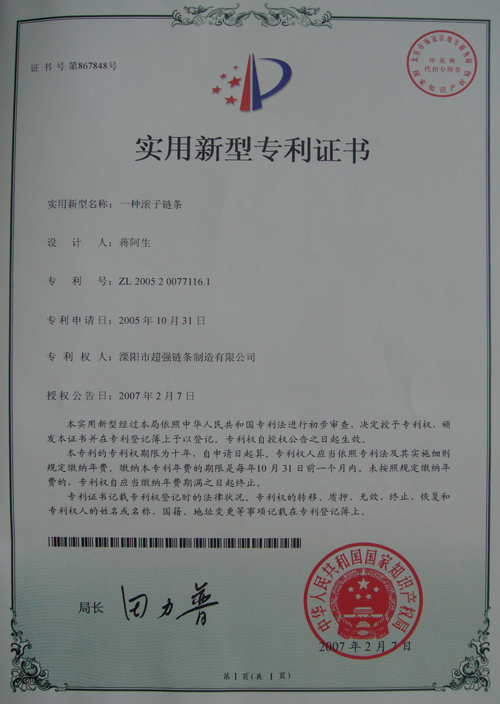 证书号第867848号
印花税
代扣专用章
实用新型专利证书
实用新型名称：一种滚子链条
设计人：蒋阿生
专利号：ZL 2005 2 0077116.1
专利申请日：2005年10月31日
专利权人：溧阳市超强链条制造有限公司
授权公告日：2007年2月7日
本实用新型经过本局依照中华人民共和国专利法进行初步审查，决定授予专利权，颁
发本证书并在专利登记簿上予以登记。专利权自授权公告之日起生效。
本专利的专利权期限为十年，自申请日起算。专利权人应当依照专利法及其实施细则
规定缴纳年费。缴纳本专利年费的期限是每年10月31日前一个月内。未按照规定缴纳年
费的，专利权自应当缴纳年费期满之日起终止。
专利证书记载专利权登记时的法律状况。专利权的转移、质押、无效、终止、恢复和
专利权人的姓名或名称、国籍、地址变更等事项记载在专利登记簿上。
局长
田力普
中华人民共和国国家知识产权局
2007年2月7日
第1页(共1页)